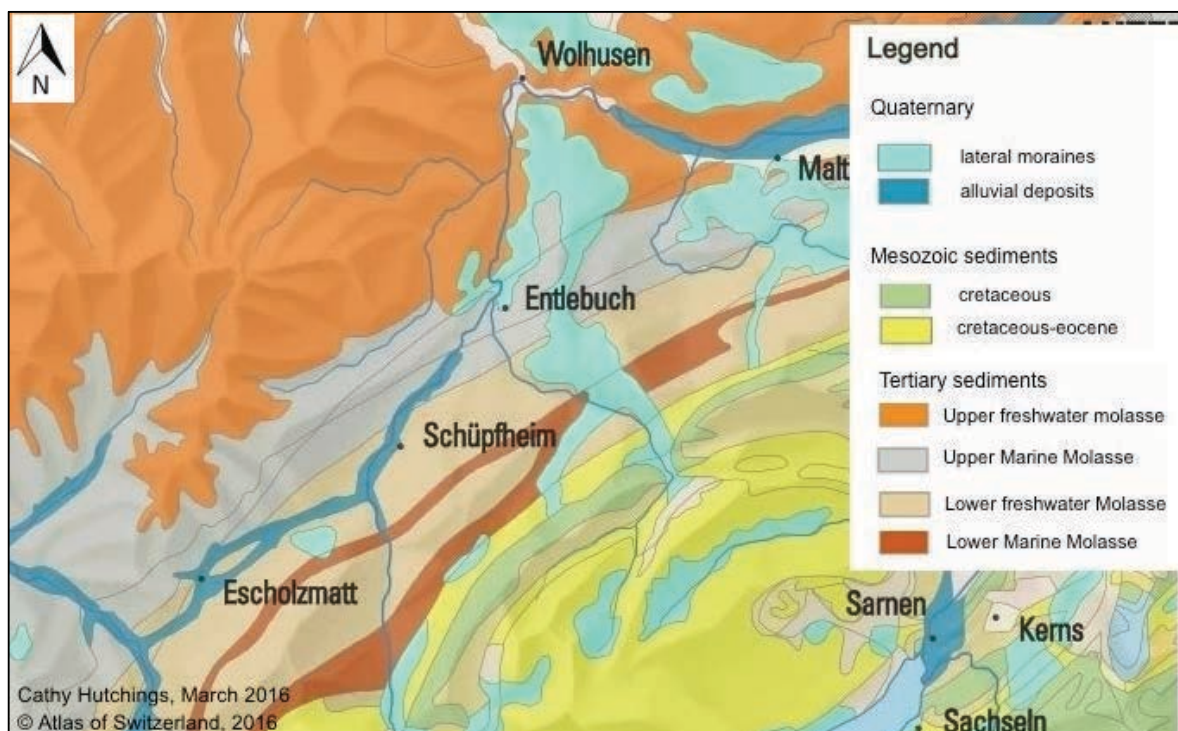 N
Wolhusen
Malt
Entlebuch
Schüpfheim
Escholzmatt
Sarnen
Kerns
Sachseln
Legend
Quaternary
lateral moraines
alluvial deposits
Mesozoic sediments
cretaceous
cretaceous-eocene
Tertiary sediments
Upper freshwater molasse
Upper Marine Molasse
Lower freshwater Molasse
Lower Marine Molasse
Cathy Hutchings, March 2016
© Atlas of Switzerland, 2016